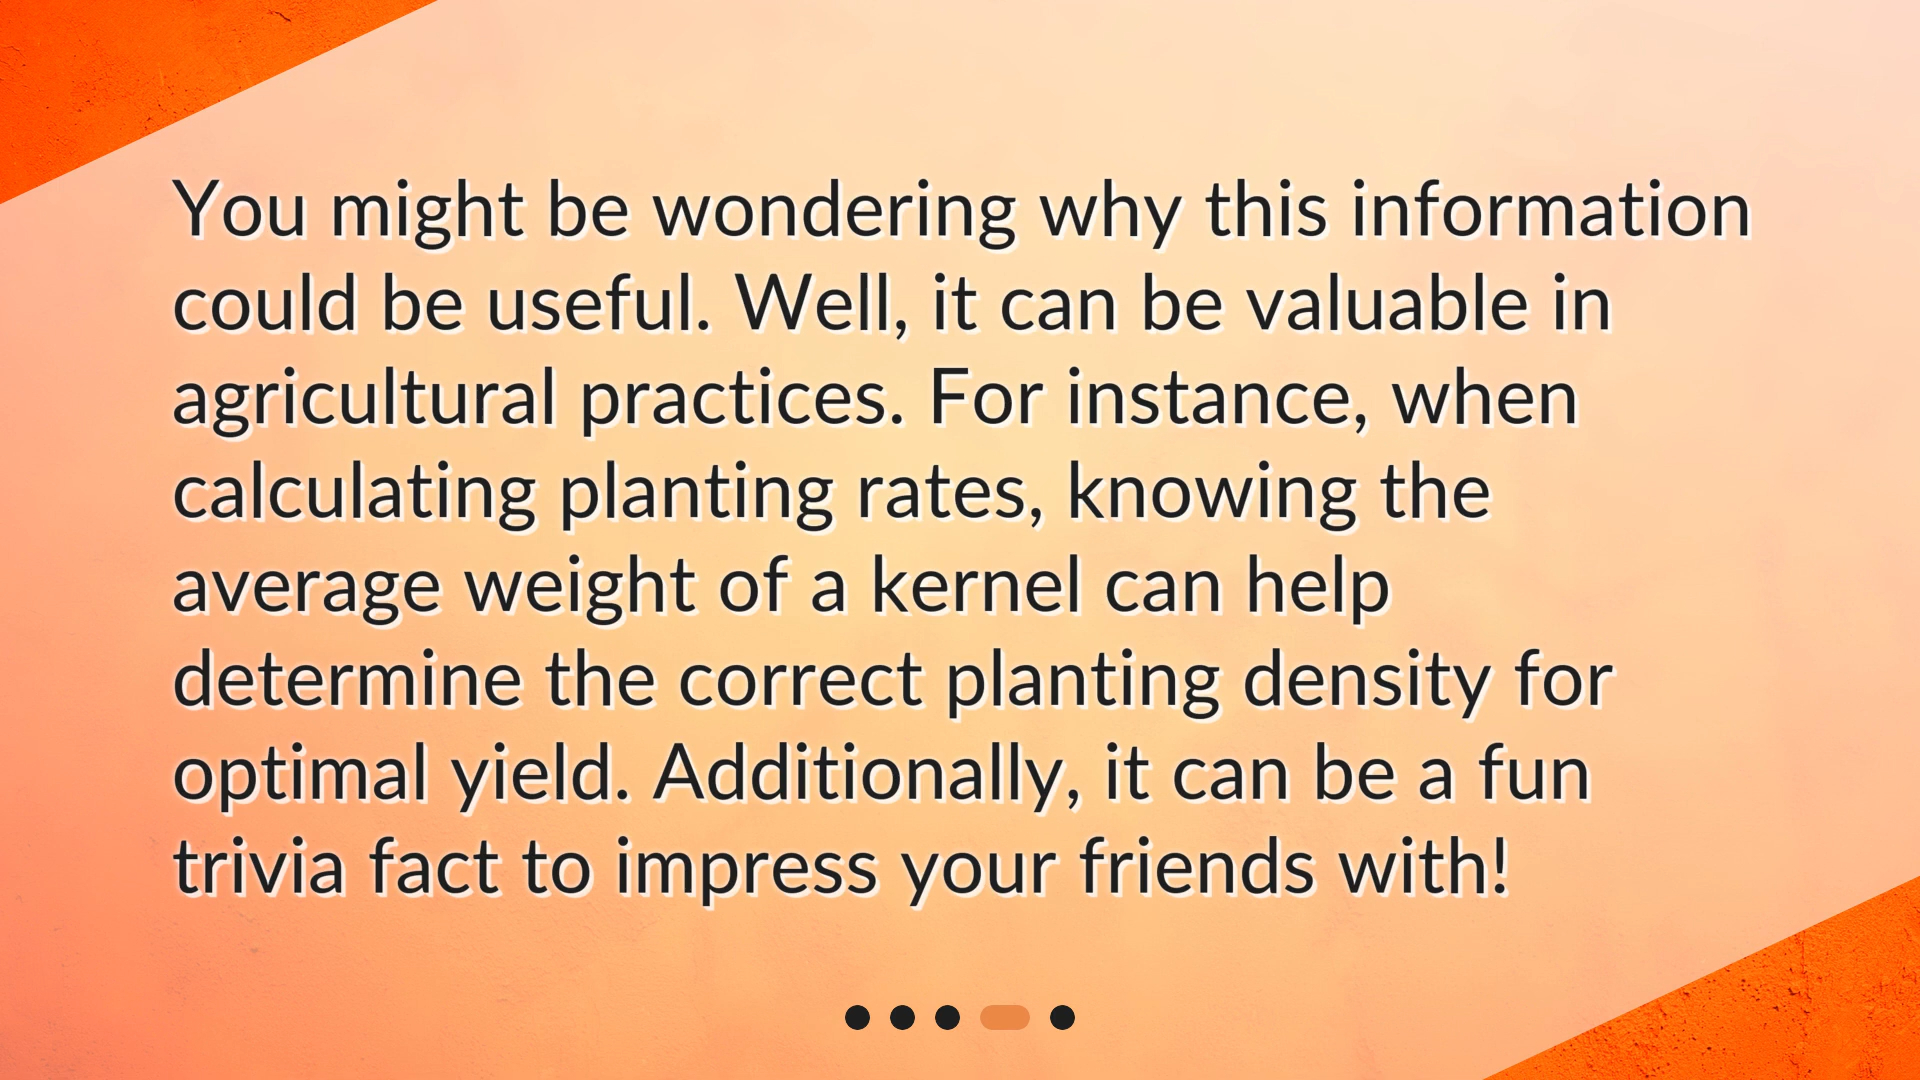 You might be wondering why this information
could be useful. Well, it can be valuable in
agricultural practices. For instance, when
calculating planting rates, knowing the
average weight of a kernel can help
determine the correct planting density for
optimal yield. Additionally, it can be a fun
trivia fact to impress your friends with!